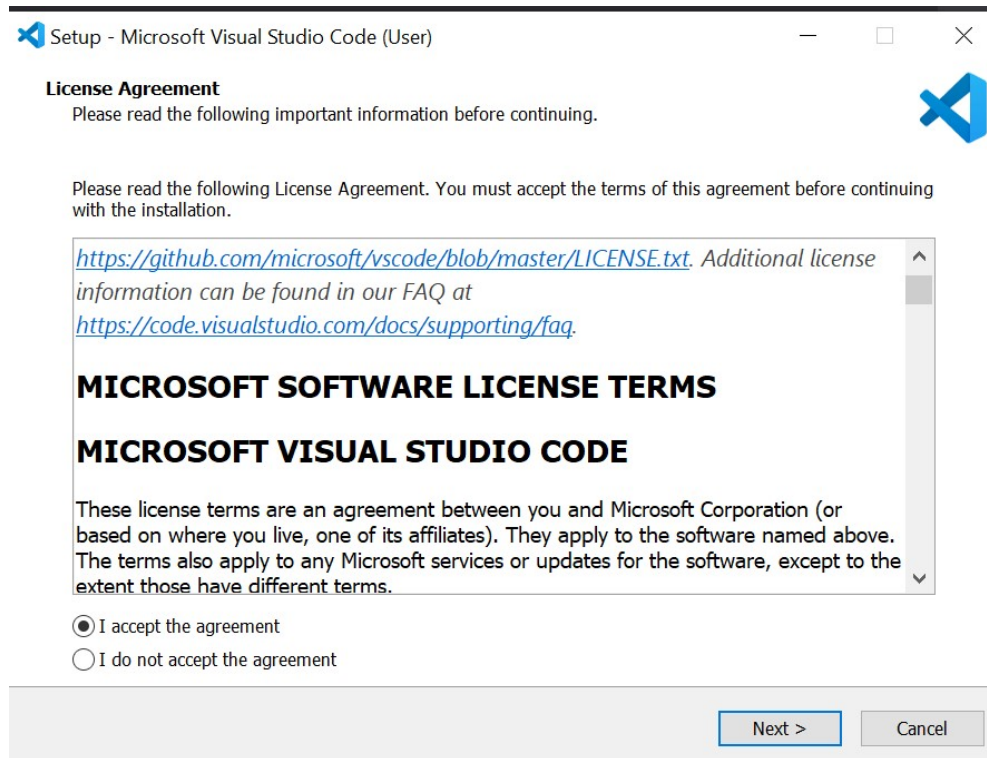 Setup - Microsoft Visual Studio Code (User)
License Agreement
Please read the following important information before continuing.
Please read the following License Agreement. You must accept the terms of this agreement before continuing
with the installation.
https://github.com/microsoft/vscode/blob/master/LICENSE.txt. Additional license
information can be found in our FAQ at
https://code.visualstudio.com/docs/supporting/faq.
MICROSOFT SOFTWARE LICENSE TERMS
MICROSOFT VISUAL STUDIO CODE
These license terms are an agreement between you and Microsoft Corporation (or
based on where you live, one of its affiliates). They apply to the software named above.
The terms also apply to any Microsoft services or updates for the software, except to the
extent those have different terms.
I accept the agreement
I do not accept the agreement
Next >
Cancel